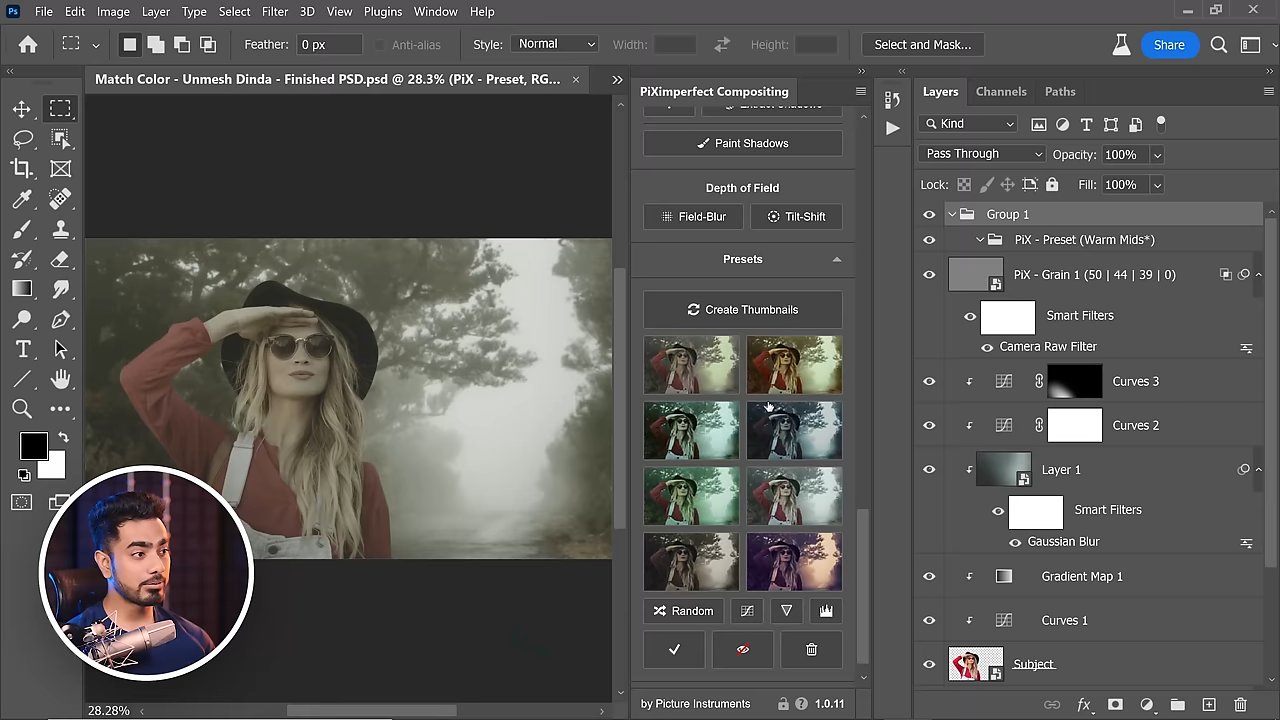 Ps File Edit Image Layer Type Select Filter 3D View Plugins Window Help
Feather: 0 px Anti-alias Style: Normal Width: Height: Select and Mask... Share
Match Color - Unmesh Dinda - Finished PSD.psd @ 28.3% (PiX - Preset, RG...
PiXimperfect Compositing
Paint Shadows
Depth of Field
Field-Blur Tilt-Shift
Presets
Create Thumbnails
Random
by Picture Instruments 1.0.11
28.28%
Layers Channels Paths
Kind
Pass Through Opacity: 100%
Lock: Fill: 100%
Group 1
PiX - Preset (Warm Mids*)
PiX - Grain 1 (50 | 44 | 39 | 0)
Smart Filters
Camera Raw Filter
Curves 3
Curves 2
Layer 1
Smart Filters
Gaussian Blur
Gradient Map 1
Curves 1
Subject
fx